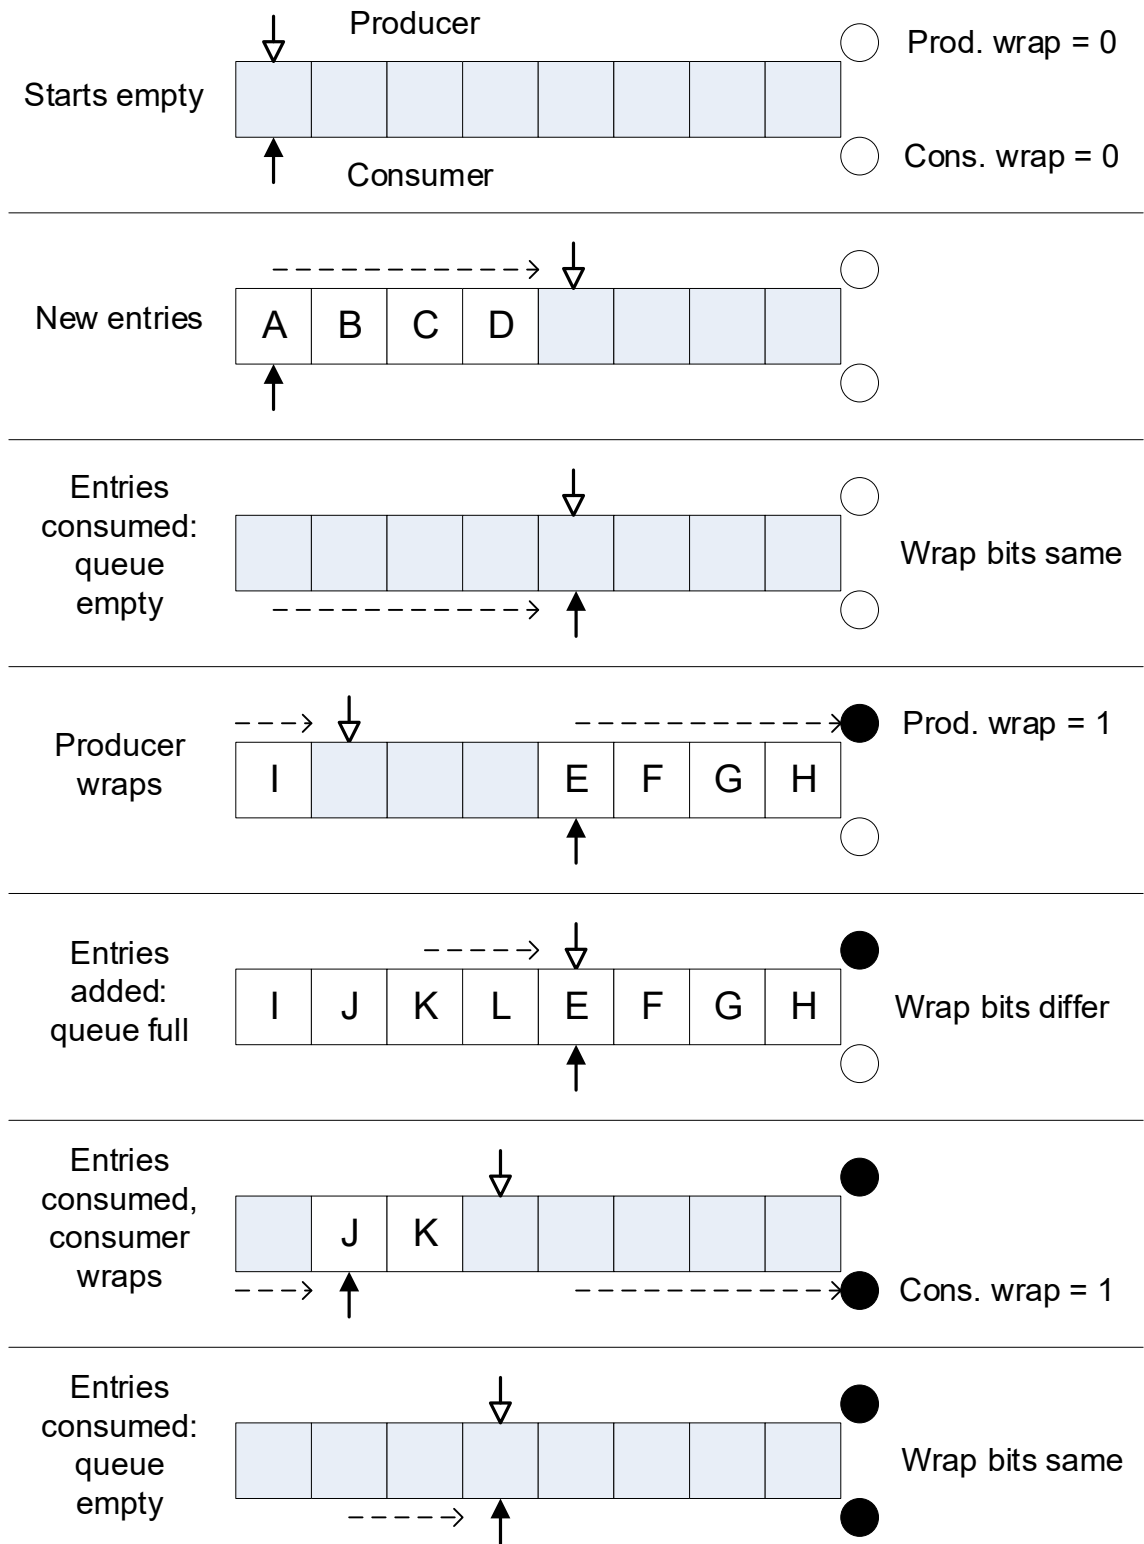 Producer
Prod. wrap = 0
Starts empty
Cons. wrap = 0
Consumer
New entries
A B C D
Entries
consumed:
queue
empty
Wrap bits same
Prod. wrap = 1
Producer
wraps
I E F G H
Entries
added:
queue full
I J K L E F G H
Wrap bits differ
Entries
consumed,
consumer
wraps
J K
Cons. wrap = 1
Entries
consumed:
queue
empty
Wrap bits same